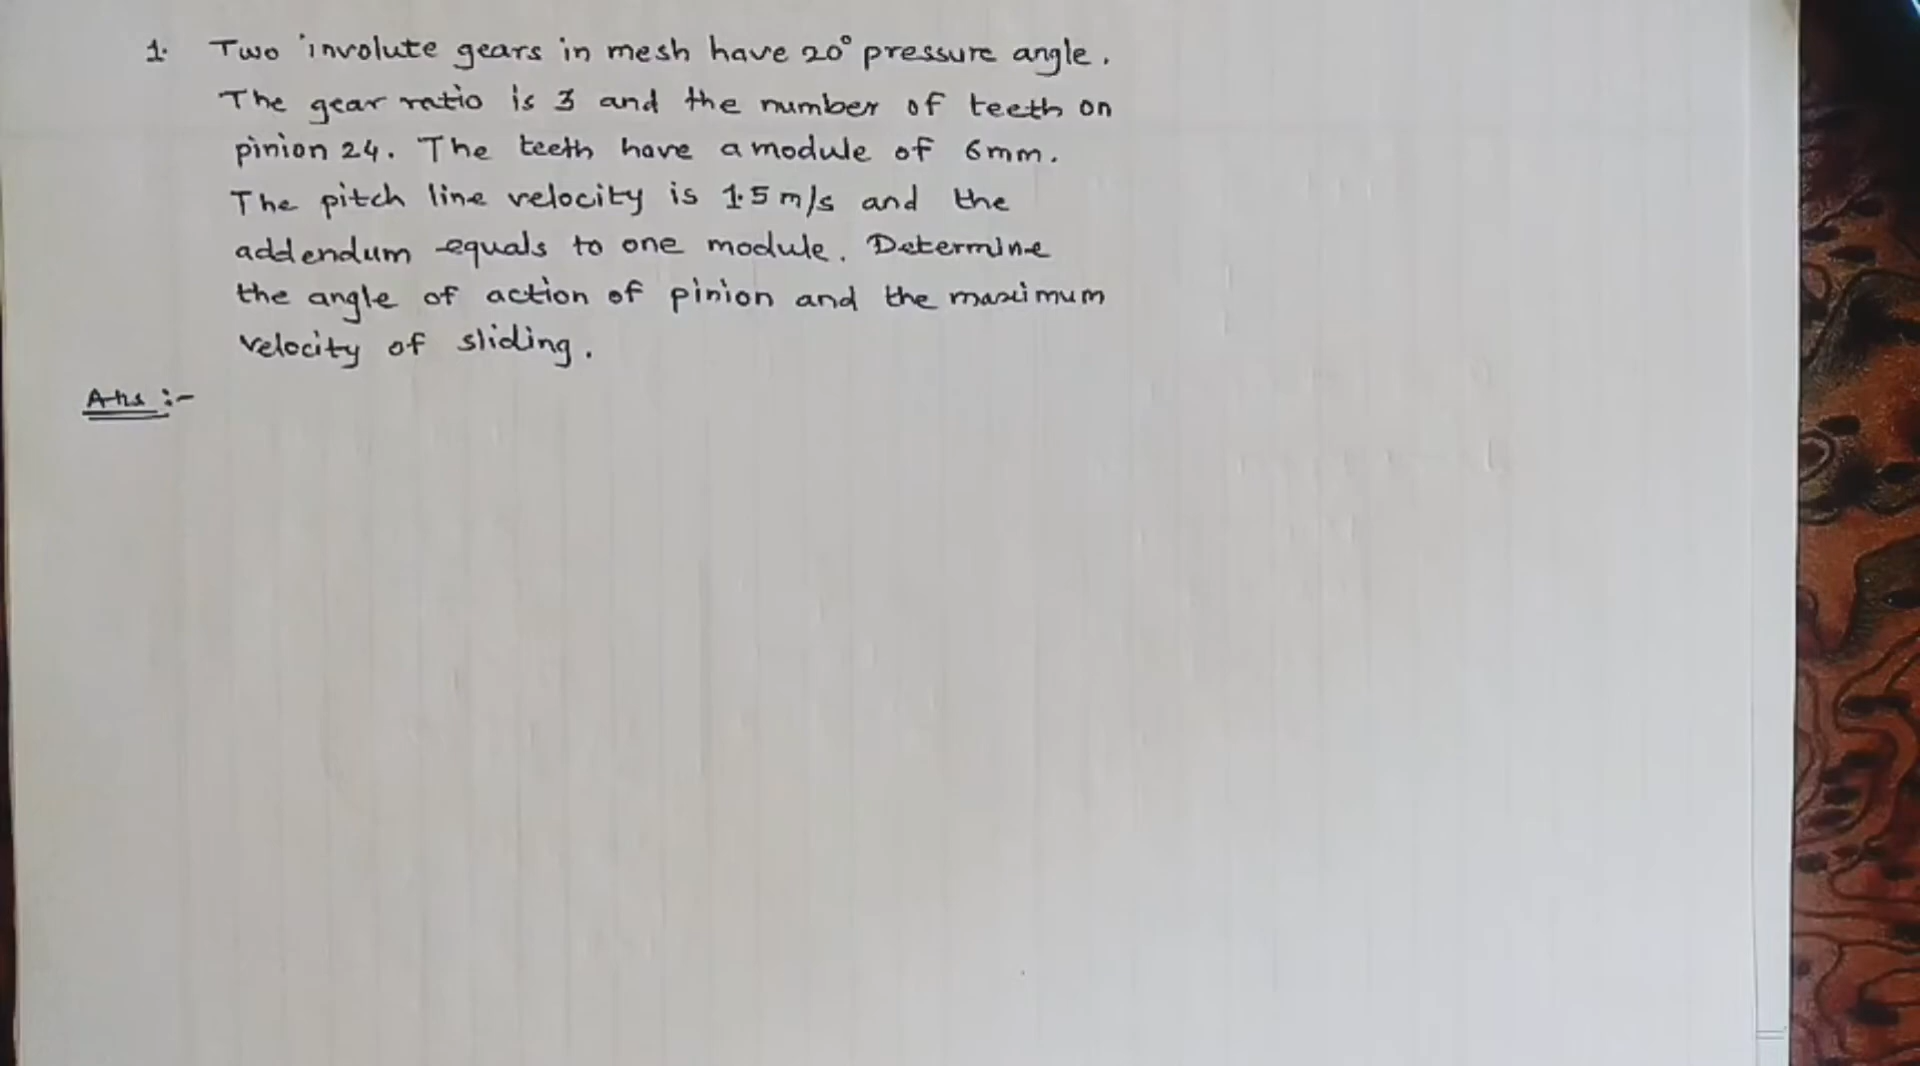 1. Two involute gears in mesh have 20° pressure angle.
The gear ratio is 3 and the number of teeth on
pinion 24. The teeth have a module of 6mm.
The pitch line velocity is 1.5 m/s and the
addendum equals to one module. Determine
the angle of action of pinion and the maximum
velocity of sliding.
Ans :-